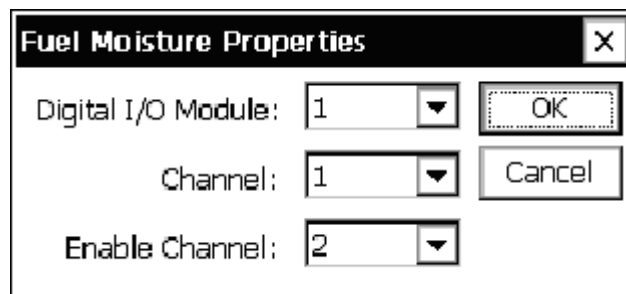 Fuel Moisture Properties
Digital I/O Module: 1 OK
Channel: 1 Cancel
Enable Channel: 2